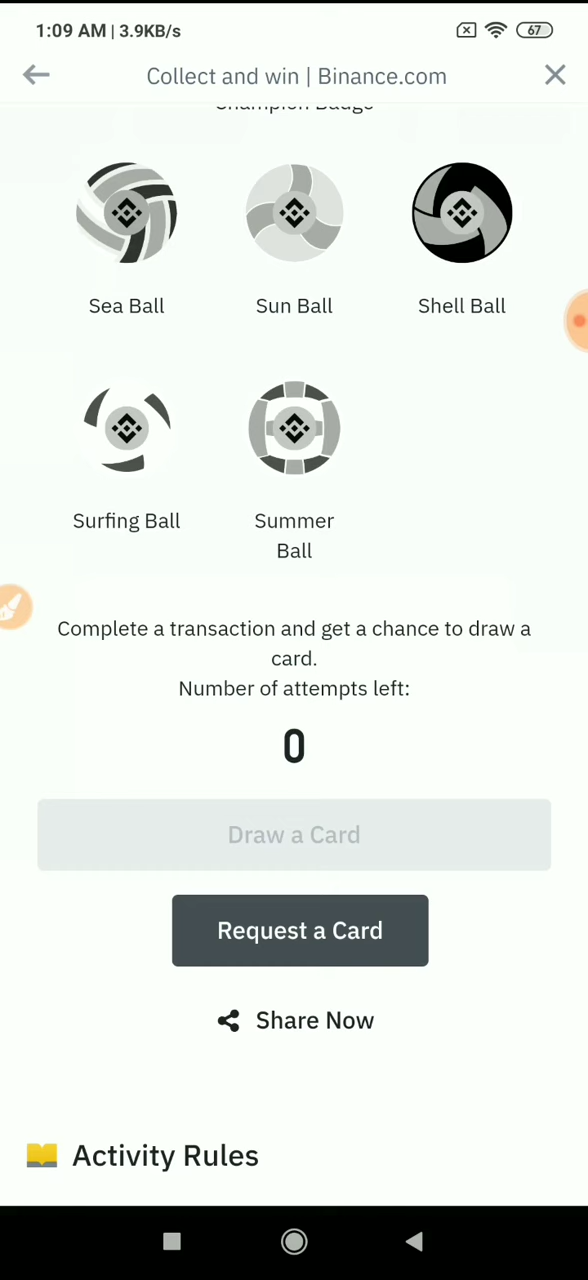 1:09 AM | 3.9KB/s
67
Collect and win | Binance.com
Champion Badge
Sea Ball
Sun Ball
Shell Ball
Surfing Ball
Summer
Ball
Complete a transaction and get a chance to draw a
card.
Number of attempts left:
0
Draw a Card
Request a Card
Share Now
Activity Rules